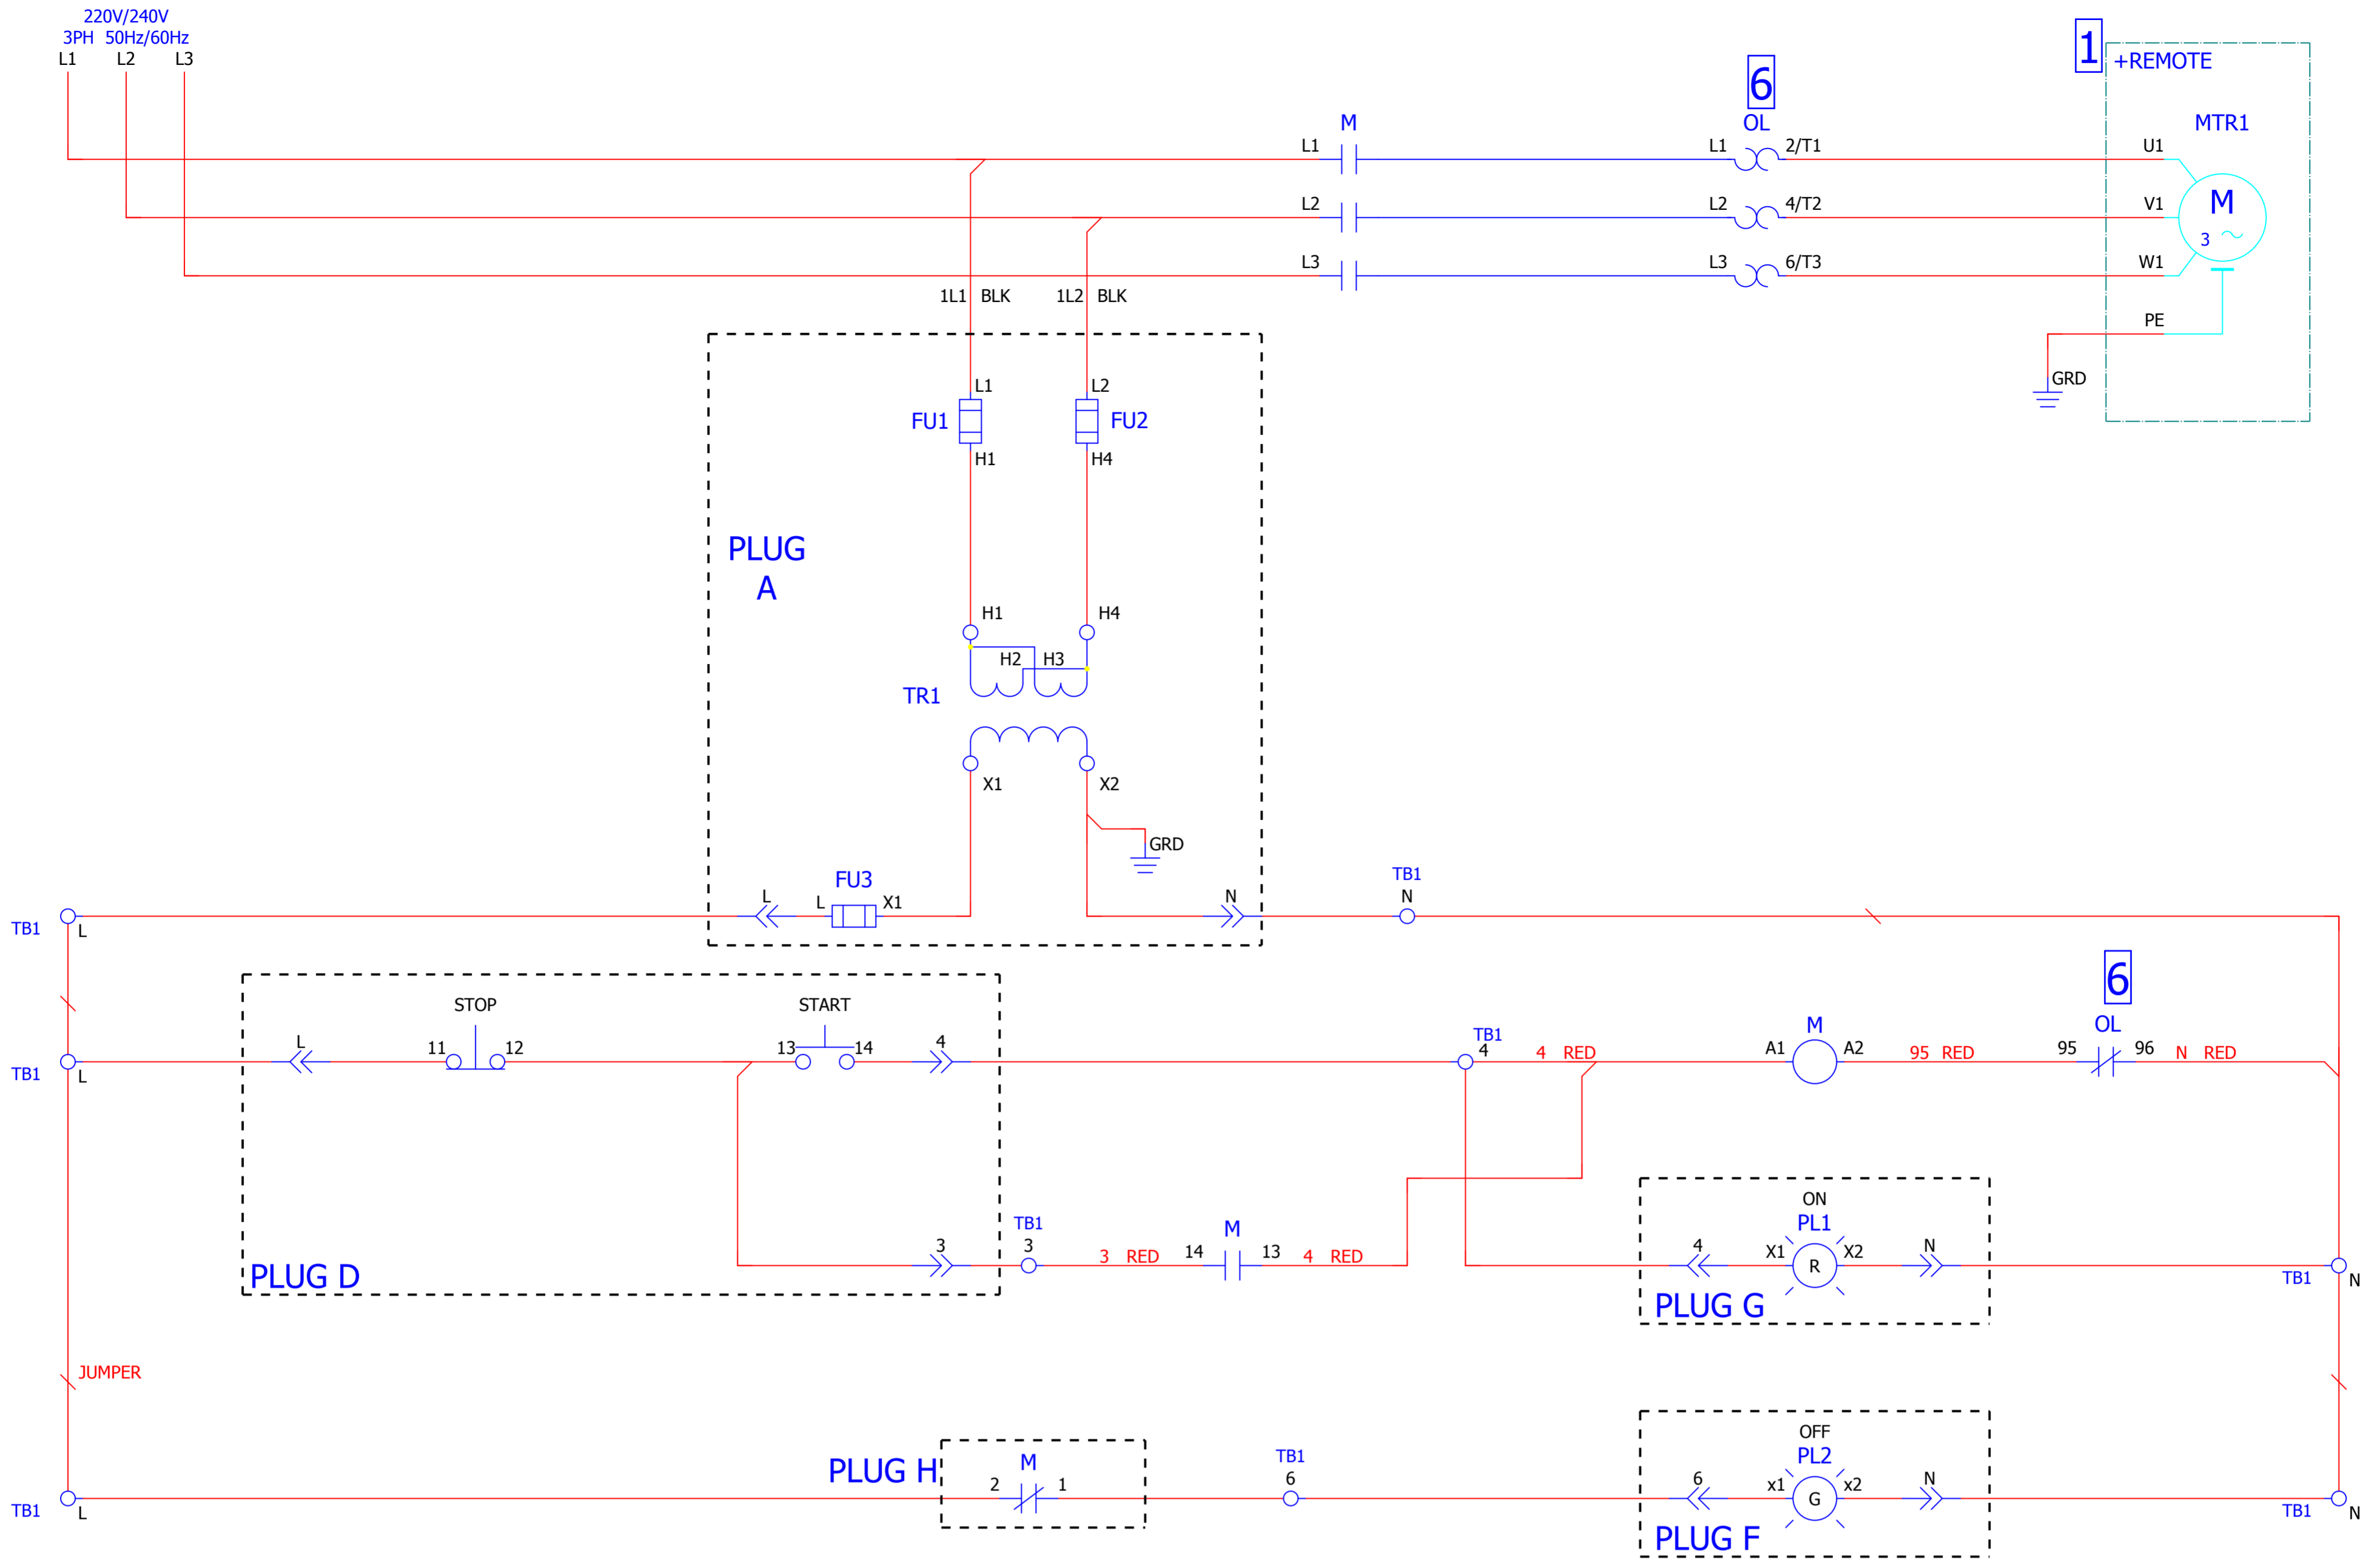 220V/240V
3PH 50Hz/60Hz
L1 L2 L3
1
+REMOTE
6
M
OL
MTR1
L1
L1
2/T1
U1
L2
L2
4/T2
V1
M
3
L3
L3
6/T3
W1
1L1 BLK
1L2 BLK
PE
GRD
L1
L2
FU1
FU2
H1
H4
PLUG
A
H1
H4
H2 H3
TR1
X1
X2
GRD
FU3
TB1
L
L
X1
N
N
TB1
L
6
STOP
START
OL
L
11
12
13
14
4
TB1
4
4 RED
M
A1
A2
95 RED
95
96
N RED
TB1
L
ON
PL1
TB1
3
3
3 RED
M
14
13
4 RED
4
X1
R
X2
N
TB1
N
PLUG D
PLUG G
JUMPER
OFF
PL2
PLUG H
M
2
1
TB1
6
6
x1
G
x2
N
TB1
L
TB1
N
PLUG F